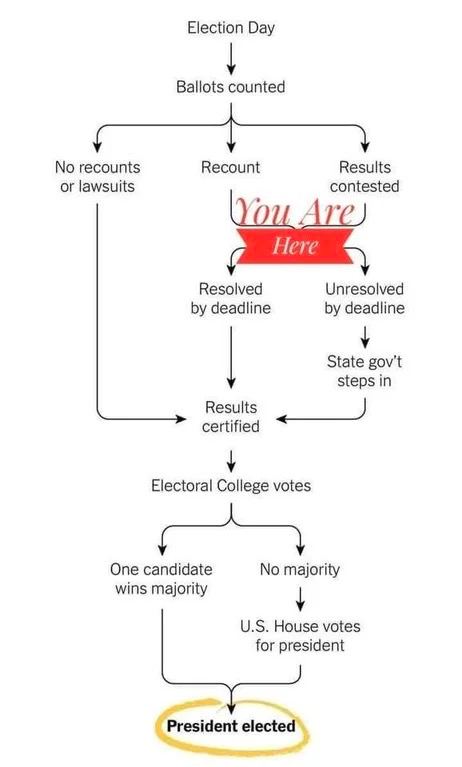 Election Day
Ballots counted
No recounts
or lawsuits
Recount
Results
contested
You Are
Here
Resolved
by deadline
Unresolved
by deadline
State gov't
steps in
Results
certified
Electoral College votes
One candidate
wins majority
No majority
U.S. House votes
for president
President elected